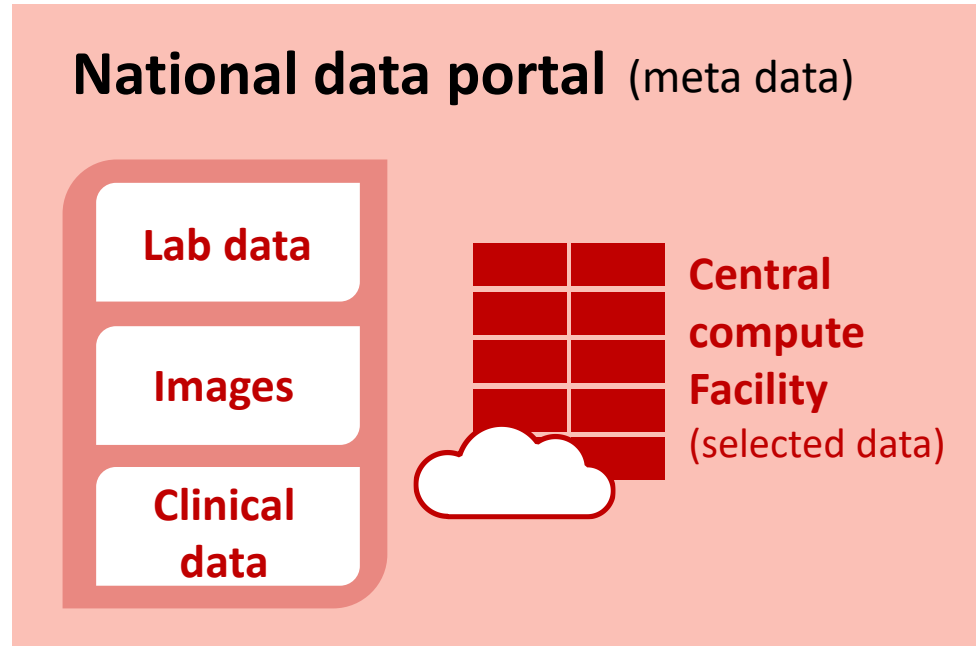 National data portal (meta data)
Lab data
Images
Clinical
data
Central
compute
Facility
(selected data)